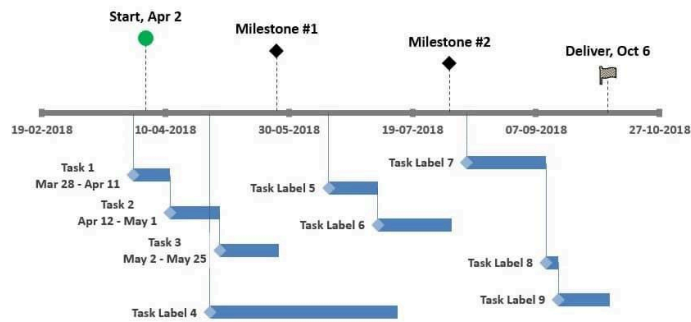 Start, Apr 2
Milestone #1
Milestone #2
Deliver, Oct 6
19-02-2018
10-04-2018
30-05-2018
19-07-2018
07-09-2018
27-10-2018
Task 1
Mar 28 - Apr 11
Task 2
Apr 12 - May 1
Task 3
May 2 - May 25
Task Label 4
Task Label 5
Task Label 6
Task Label 7
Task Label 8
Task Label 9